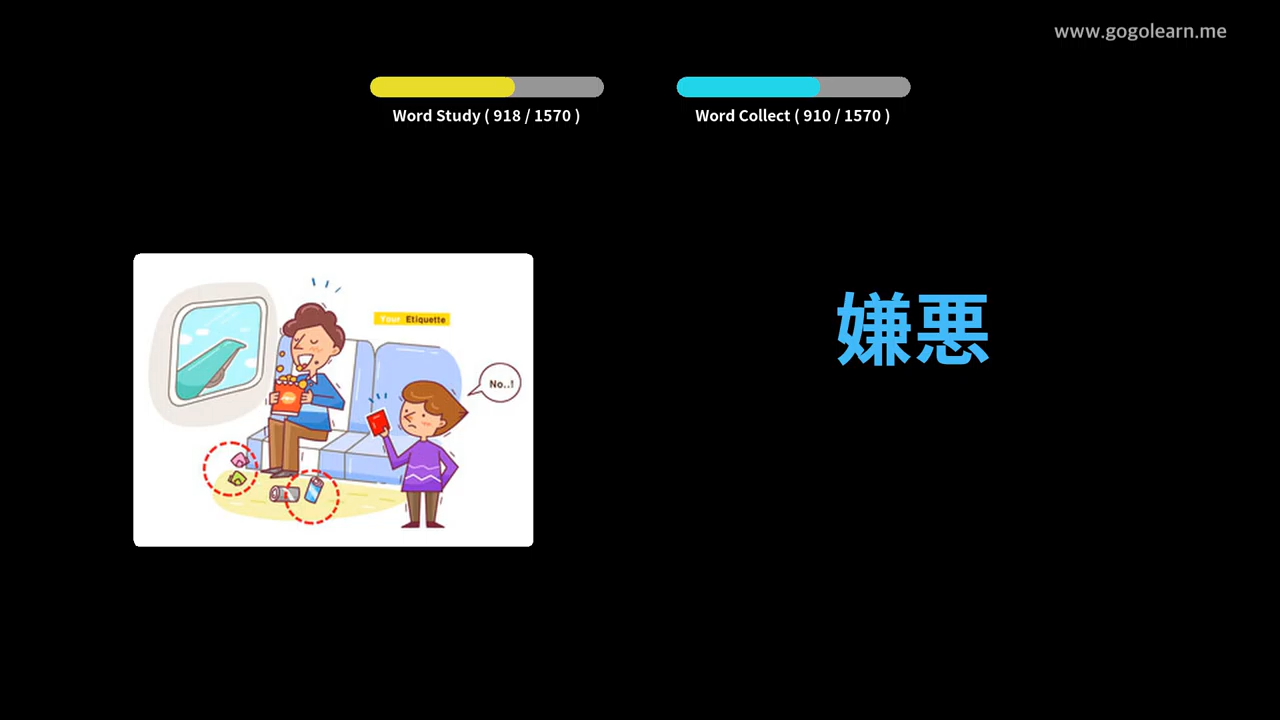 www.gogolearn.me
Word Study ( 918 / 1570 )
Word Collect ( 910 / 1570 )
嫌悪
Your Etiquette
No..!